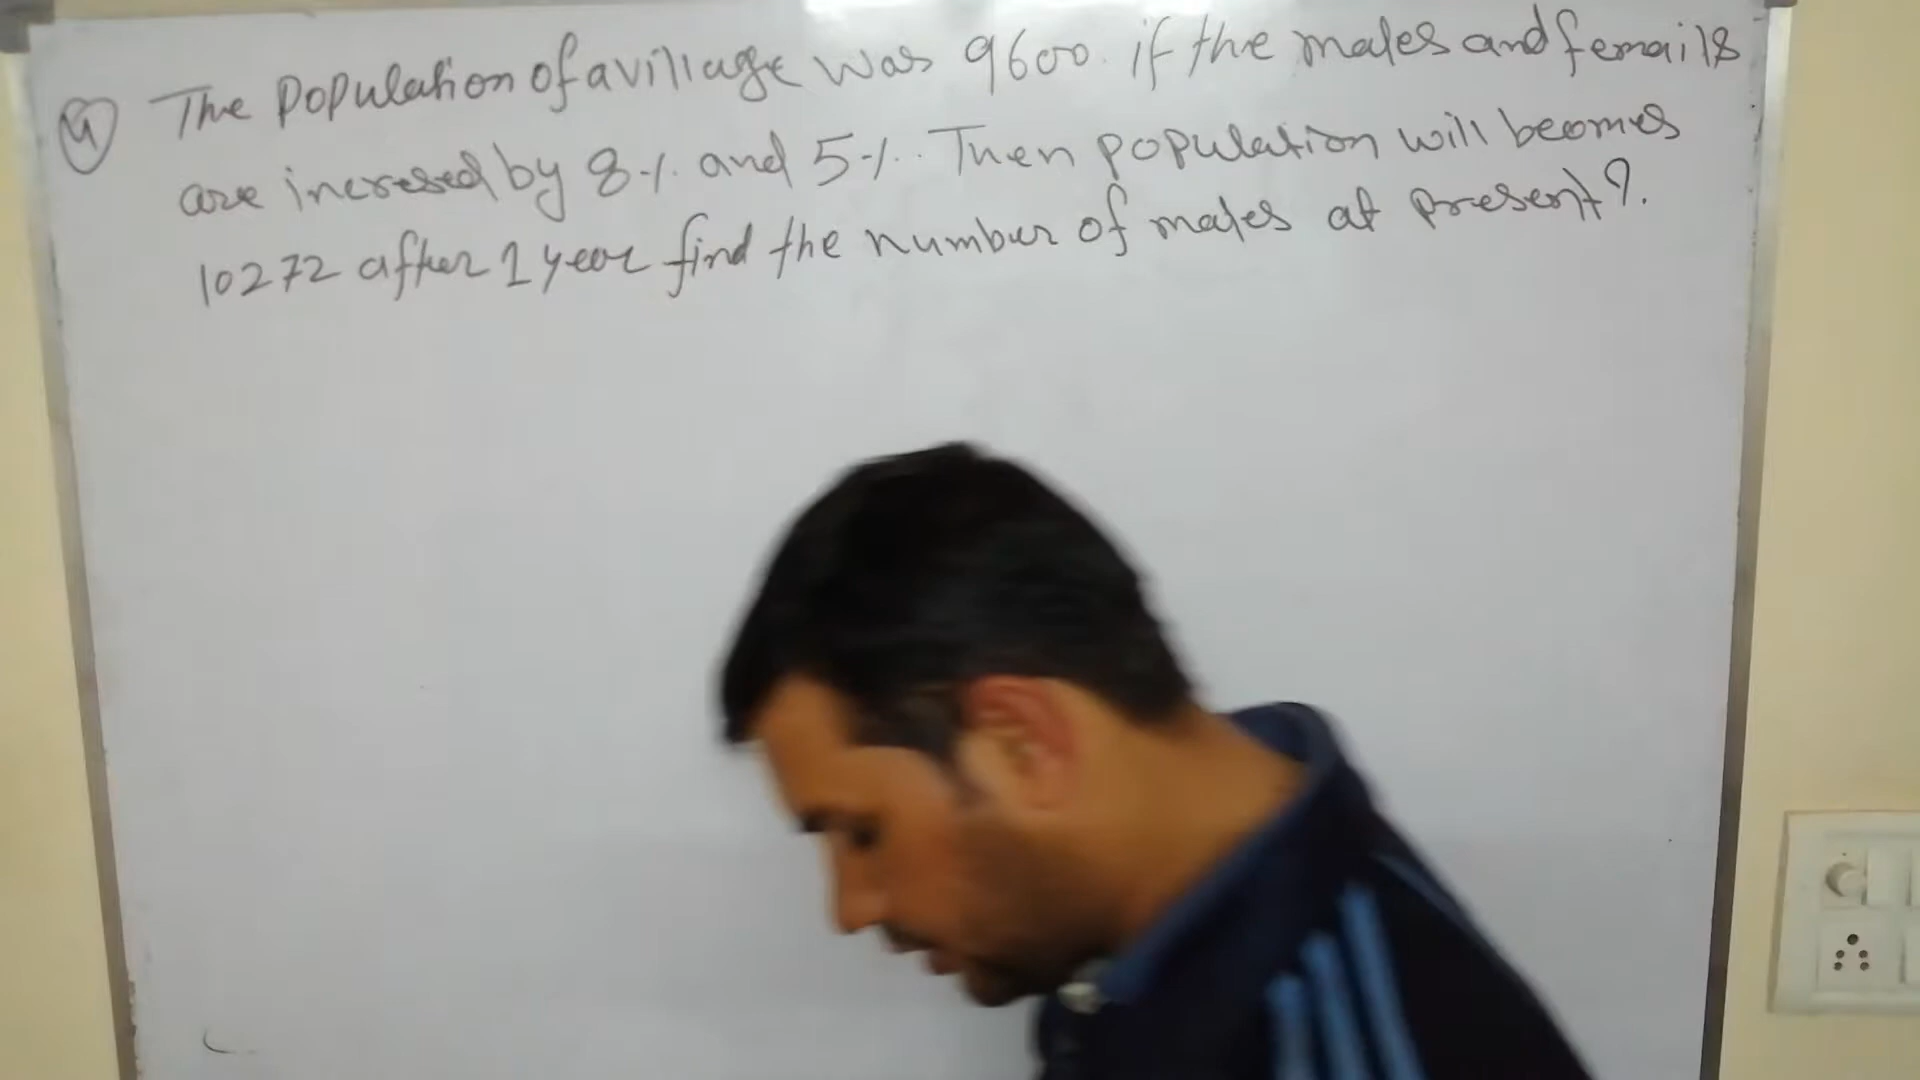 (4) The Population of a village was 9600. if the males and femails
are incresed by 8% and 5%. Then population will becomes
10272 after 1 year find the number of males at present?.